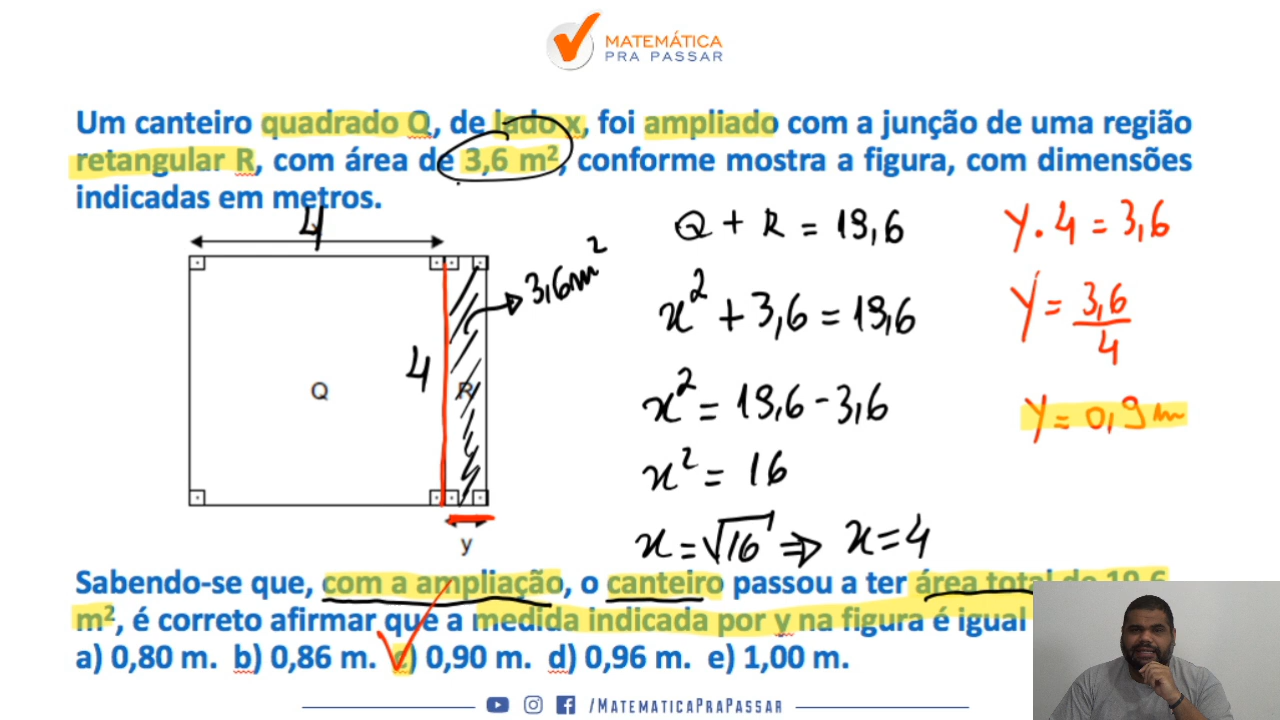 MATEMÁTICA
PRA PASSAR
Um canteiro quadrado Q, de lado x, foi ampliado com a junção de uma região
retangular R, com área de 3,6 m², conforme mostra a figura, com dimensões
indicadas em metros.
4
3,6m²
4
Q
R
y
Q + R = 19,6
x² + 3,6 = 19,6
x² = 19,6 - 3,6
x² = 16
x = √16 ⇒ x = 4
y . 4 = 3,6
y = 3,6/4
y = 0,9 m
Sabendo-se que, com a ampliação, o canteiro passou a ter área total de 19,6
m², é correto afirmar que a medida indicada por y na figura é igual
a) 0,80 m. b) 0,86 m. c) 0,90 m. d) 0,96 m. e) 1,00 m.
/MATEMATICAPRAPASSAR